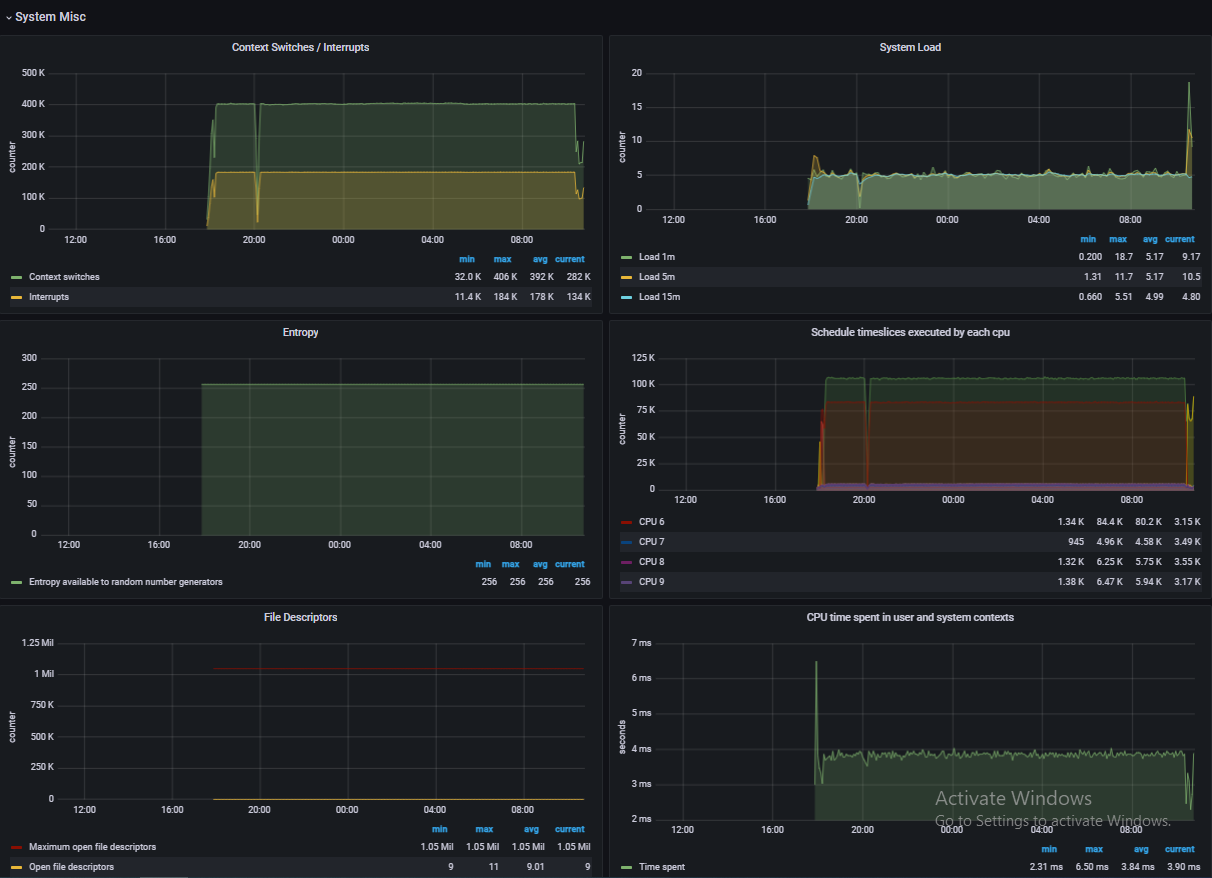 System Misc
Context Switches / Interrupts
500 K
400 K
300 K
200 K
100 K
0
counter
12:00 16:00 20:00 00:00 04:00 08:00
min max avg current
Context switches 32.0 K 406 K 392 K 282 K
Interrupts 11.4 K 184 K 178 K 134 K
System Load
20
15
10
5
0
counter
12:00 16:00 20:00 00:00 04:00 08:00
min max avg current
Load 1m 0.200 18.7 5.17 9.17
Load 5m 1.31 11.7 5.17 10.5
Load 15m 0.660 5.51 4.99 4.80
Entropy
300
250
200
150
100
50
0
counter
12:00 16:00 20:00 00:00 04:00 08:00
min max avg current
Entropy available to random number generators 256 256 256 256
Schedule timeslices executed by each cpu
125 K
100 K
75 K
50 K
25 K
0
counter
12:00 16:00 20:00 00:00 04:00 08:00
CPU 6 1.34 K 84.4 K 80.2 K 3.15 K
CPU 7 945 4.96 K 4.58 K 3.49 K
CPU 8 1.32 K 6.25 K 5.75 K 3.55 K
CPU 9 1.38 K 6.47 K 5.94 K 3.17 K
File Descriptors
1.25 Mil
1 Mil
750 K
500 K
250 K
0
counter
12:00 16:00 20:00 00:00 04:00 08:00
min max avg current
Maximum open file descriptors 1.05 Mil 1.05 Mil 1.05 Mil 1.05 Mil
Open file descriptors 9 11 9.01 9
CPU time spent in user and system contexts
7 ms
6 ms
5 ms
4 ms
3 ms
2 ms
seconds
12:00 16:00 20:00 00:00 04:00 08:00
min max avg current
Time spent 2.31 ms 6.50 ms 3.84 ms 3.90 ms
Activate Windows
Go to Settings to activate Windows.